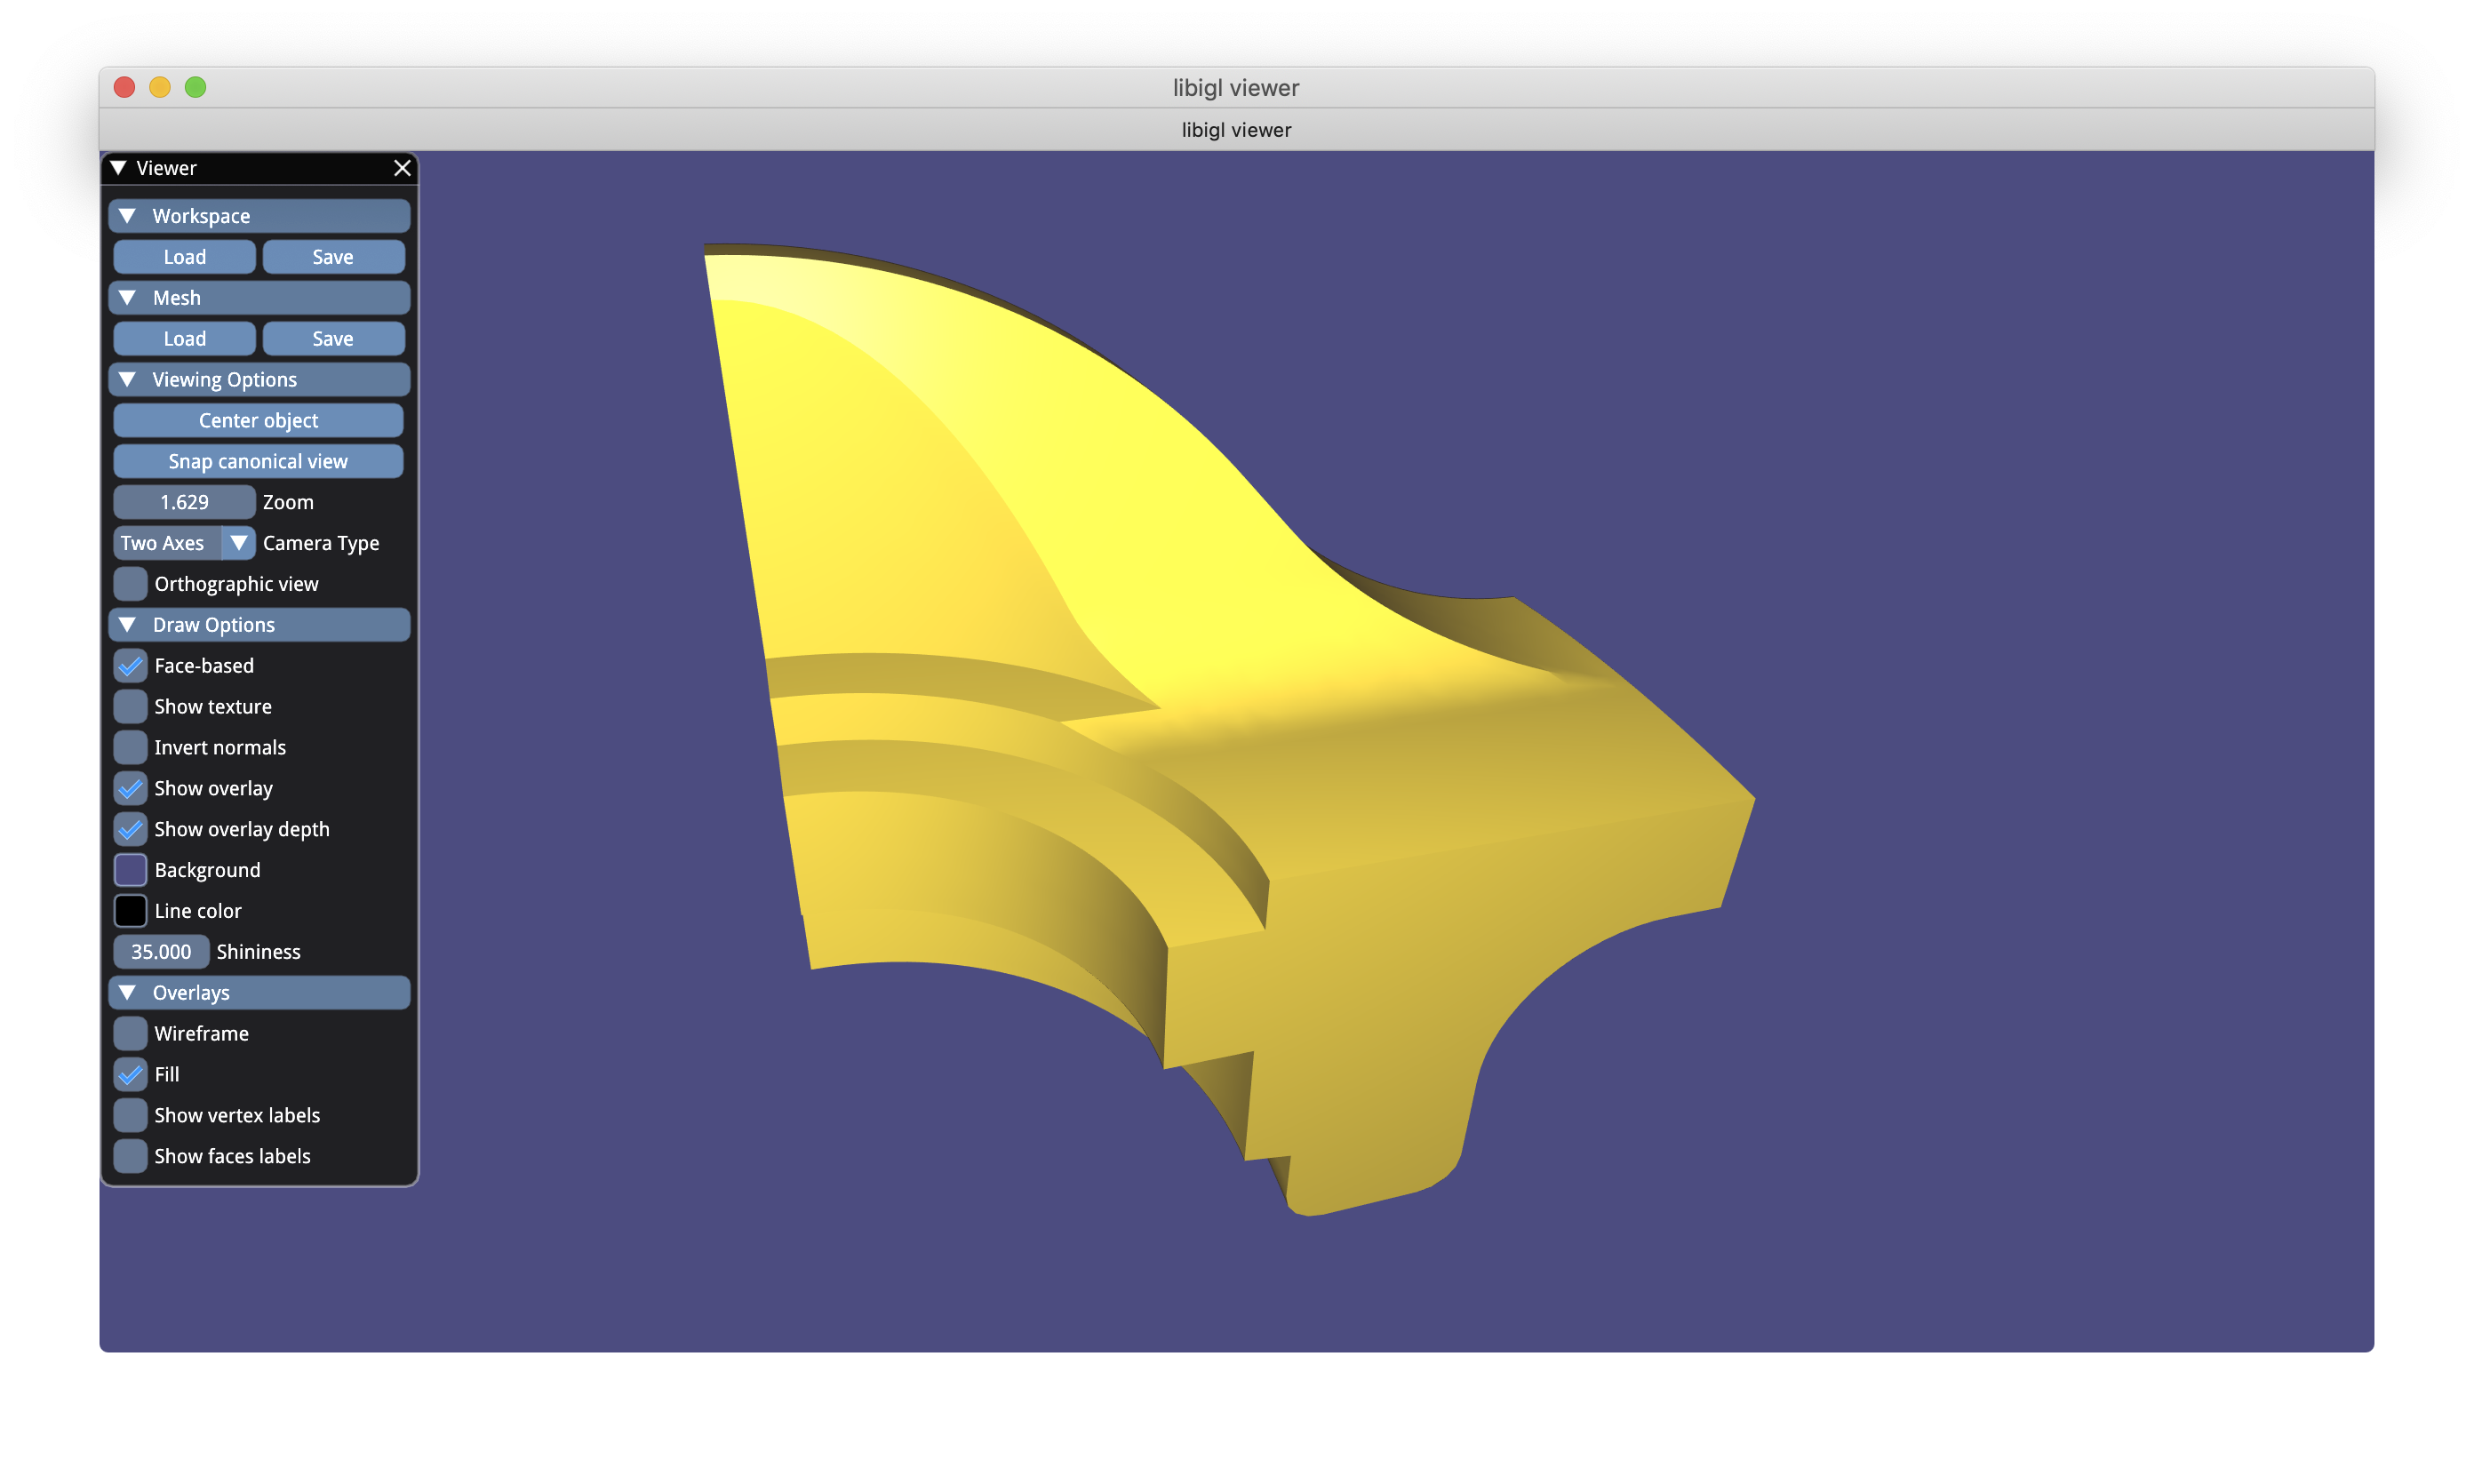 libigl viewer
libigl viewer
Viewer
Workspace
Load Save
Mesh
Load Save
Viewing Options
Center object
Snap canonical view
1.629 Zoom
Two Axes Camera Type
Orthographic view
Draw Options
Face-based
Show texture
Invert normals
Show overlay
Show overlay depth
Background
Line color
35.000 Shininess
Overlays
Wireframe
Fill
Show vertex labels
Show faces labels